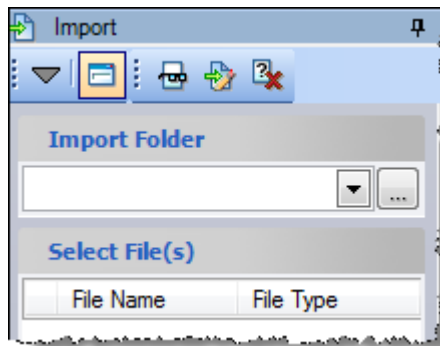 Import
Import Folder
...
Select File(s)
File Name File Type